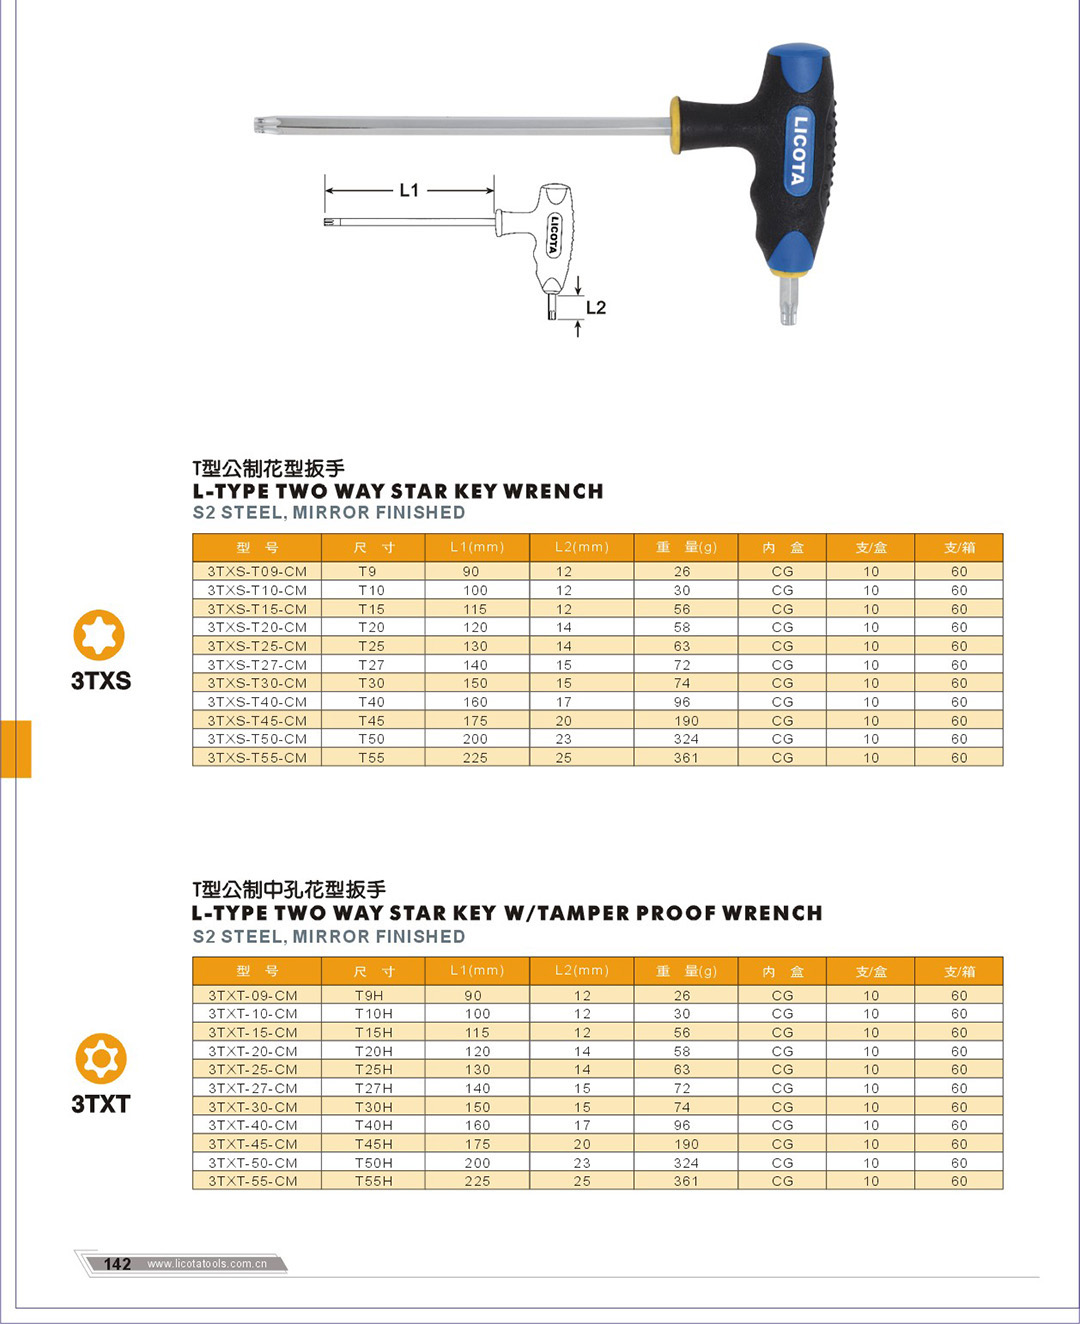 LICOTA
L1
LICOTA
L2
T型公制花型扳手
L-TYPE TWO WAY STAR KEY WRENCH
S2 STEEL, MIRROR FINISHED
型 号 尺 寸 L1(mm) L2(mm) 重 量(g) 内 盒 支/盒 支/箱
3TXS-T09-CM T9 90 12 26 CG 10 60
3TXS-T10-CM T10 100 12 30 CG 10 60
3TXS-T15-CM T15 115 12 56 CG 10 60
3TXS-T20-CM T20 120 14 58 CG 10 60
3TXS-T25-CM T25 130 14 63 CG 10 60
3TXS-T27-CM T27 140 15 72 CG 10 60
3TXS-T30-CM T30 150 15 74 CG 10 60
3TXS-T40-CM T40 160 17 96 CG 10 60
3TXS-T45-CM T45 175 20 190 CG 10 60
3TXS-T50-CM T50 200 23 324 CG 10 60
3TXS-T55-CM T55 225 25 361 CG 10 60
3TXS
T型公制中孔花型扳手
L-TYPE TWO WAY STAR KEY W/TAMPER PROOF WRENCH
S2 STEEL, MIRROR FINISHED
型 号 尺 寸 L1(mm) L2(mm) 重 量(g) 内 盒 支/盒 支/箱
3TXT-09-CM T9H 90 12 26 CG 10 60
3TXT-10-CM T10H 100 12 30 CG 10 60
3TXT-15-CM T15H 115 12 56 CG 10 60
3TXT-20-CM T20H 120 14 58 CG 10 60
3TXT-25-CM T25H 130 14 63 CG 10 60
3TXT-27-CM T27H 140 15 72 CG 10 60
3TXT-30-CM T30H 150 15 74 CG 10 60
3TXT-40-CM T40H 160 17 96 CG 10 60
3TXT-45-CM T45H 175 20 190 CG 10 60
3TXT-50-CM T50H 200 23 324 CG 10 60
3TXT-55-CM T55H 225 25 361 CG 10 60
3TXT
142 www.licotatools.com.cn